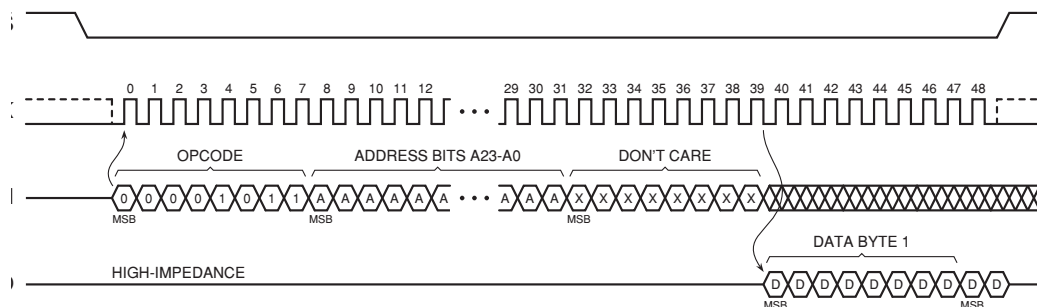 0 1 2 3 4 5 6 7 8 9 10 11 12 29 30 31 32 33 34 35 36 37 38 39 40 41 42 43 44 45 46 47 48
OPCODE ADDRESS BITS A23-A0 DON'T CARE
0 0 0 0 1 0 1 1 A A A A A A A A A X X X X X X X X
MSB MSB MSB
DATA BYTE 1
HIGH-IMPEDANCE
D D D D D D D D D D
MSB MSB